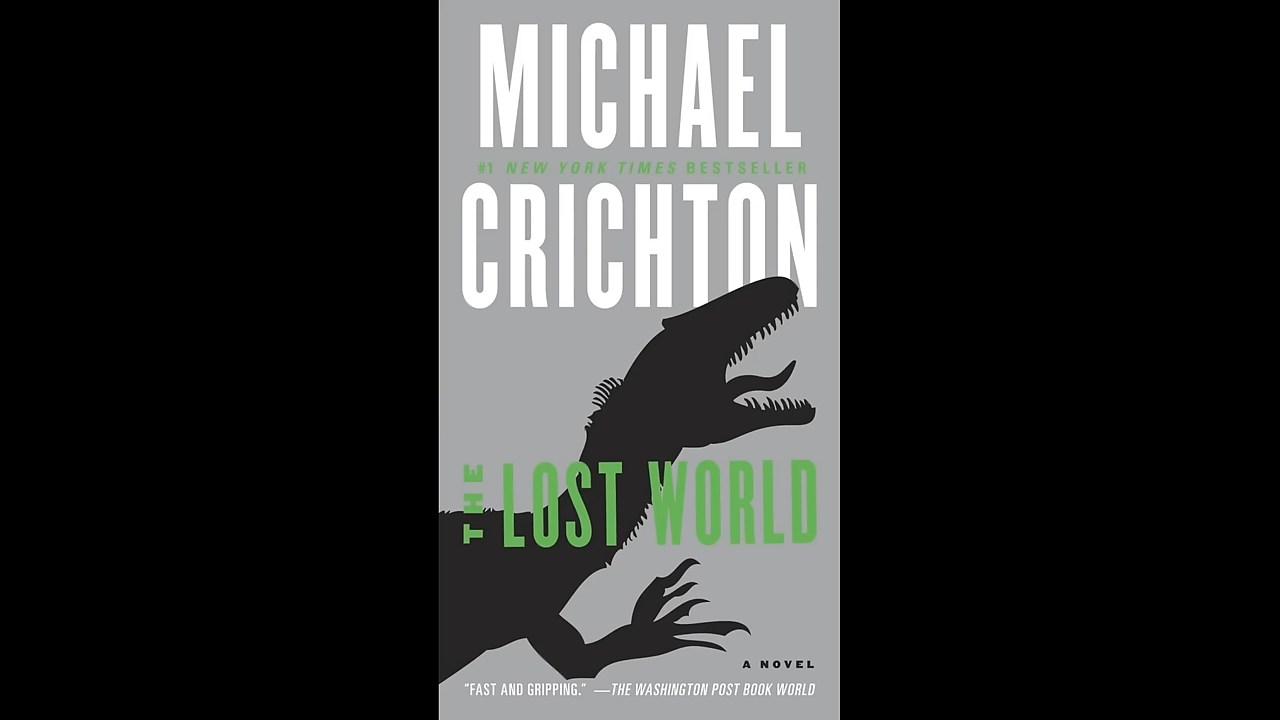 MICHAEL
#1 NEW YORK TIMES BESTSELLER
CRICHTON
THE LOST WORLD
A NOVEL
"FAST AND GRIPPING." —THE WASHINGTON POST BOOK WORLD